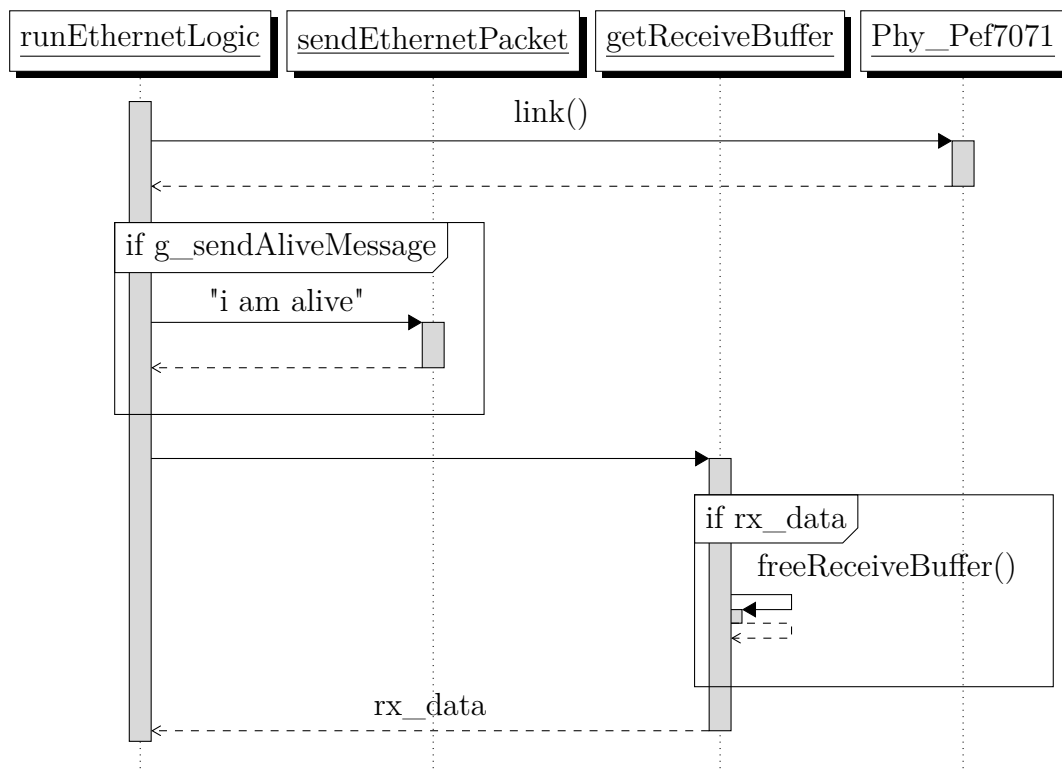 runEthernetLogic
sendEthernetPacket
getReceiveBuffer
Phy_Pef7071
link()
if g_sendAliveMessage
"i am alive"
if rx_data
freeReceiveBuffer()
rx_data